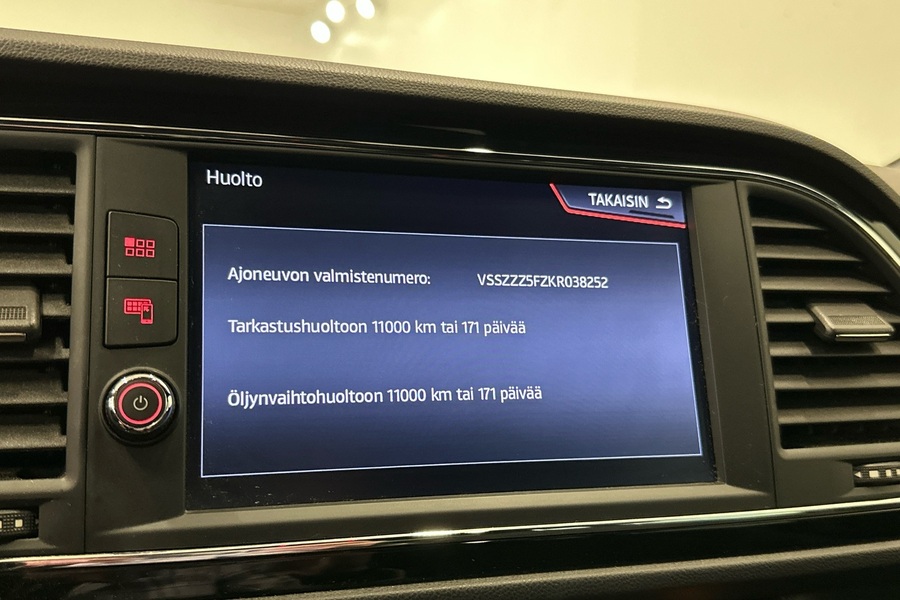 Huolto
TAKAISIN
Ajoneuvon valmistenumero: VSSZZZ5FZKR038252
Tarkastushuoltoon 11000 km tai 171 päivää
Öljynvaihtohuoltoon 11000 km tai 171 päivää